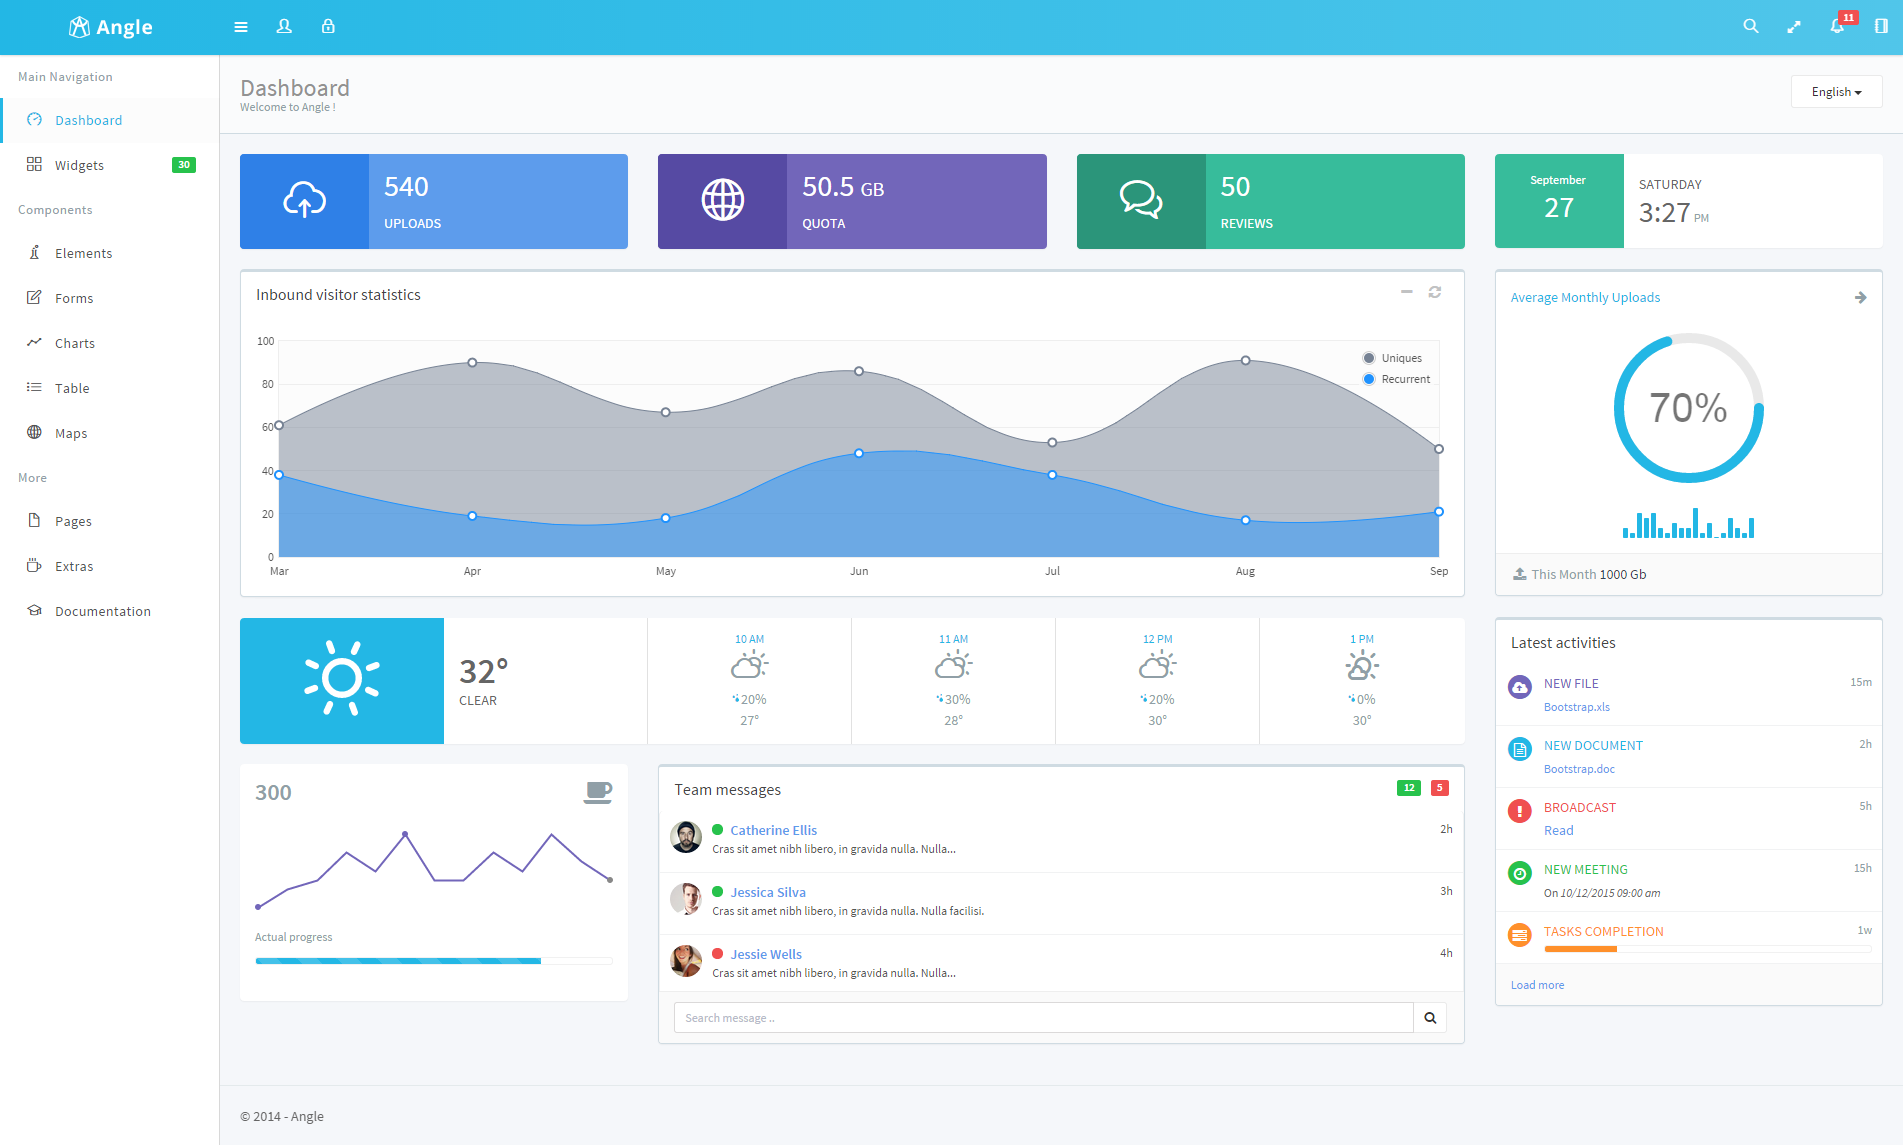 Angle
11
Main Navigation
Dashboard
Widgets 30
Components
Elements
Forms
Charts
Table
Maps
More
Pages
Extras
Documentation
Dashboard
Welcome to Angle !
English
540
UPLOADS
50.5 GB
QUOTA
50
REVIEWS
September
27
SATURDAY
3:27 PM
Inbound visitor statistics
100
80
60
40
20
0
Uniques
Recurrent
Mar Apr May Jun Jul Aug Sep
Average Monthly Uploads
70%
This Month 1000 Gb
32°
CLEAR
10 AM
20%
27°
11 AM
30%
28°
12 PM
20%
30°
1 PM
0%
30°
Latest activities
NEW FILE 15m
Bootstrap.xls
NEW DOCUMENT 2h
Bootstrap.doc
BROADCAST 5h
Read
NEW MEETING 15h
On 10/12/2015 09:00 am
TASKS COMPLETION 1w
Load more
300
Actual progress
Team messages 12 5
Catherine Ellis 2h
Cras sit amet nibh libero, in gravida nulla. Nulla...
Jessica Silva 3h
Cras sit amet nibh libero, in gravida nulla. Nulla facilisi.
Jessie Wells 4h
Cras sit amet nibh libero, in gravida nulla. Nulla...
Search message ..
© 2014 - Angle